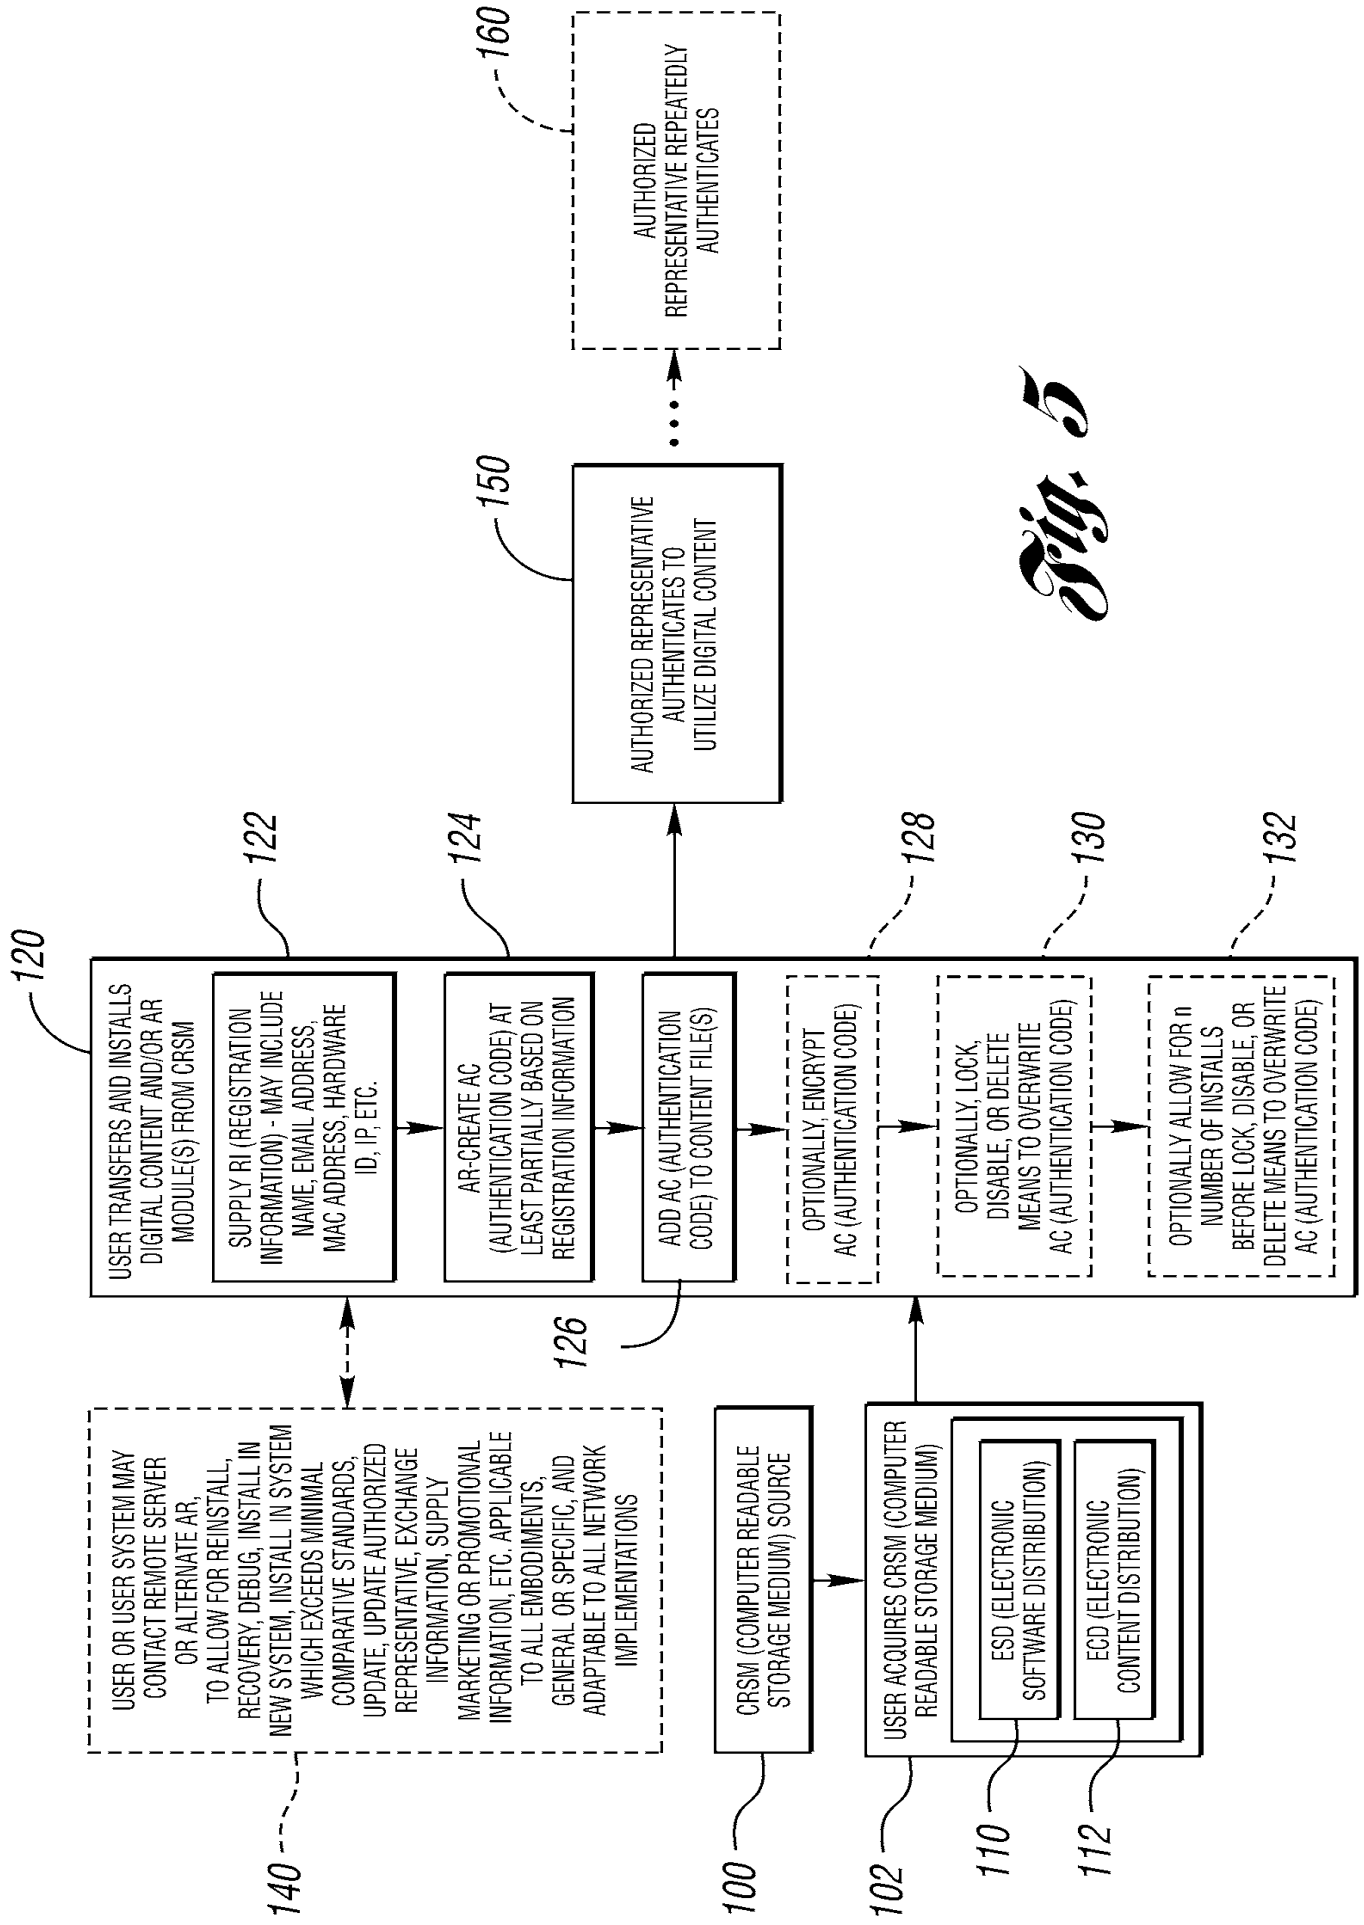 140
USER OR USER SYSTEM MAY
CONTACT REMOTE SERVER
OR ALTERNATE AR,
TO ALLOW FOR REINSTALL,
RECOVERY, DEBUG, INSTALL IN
NEW SYSTEM, INSTALL IN SYSTEM
WHICH EXCEEDS MINIMAL
COMPARATIVE STANDARDS,
UPDATE, UPDATE AUTHORIZED
REPRESENTATIVE, EXCHANGE
INFORMATION, SUPPLY
MARKETING OR PROMOTIONAL
INFORMATION, ETC. APPLICABLE
TO ALL EMBODIMENTS,
GENERAL OR SPECIFIC, AND
ADAPTABLE TO ALL NETWORK
IMPLEMENTATIONS
100
CRSM (COMPUTER READABLE
STORAGE MEDIUM) SOURCE
102
USER ACQUIRES CRSM (COMPUTER
READABLE STORAGE MEDIUM)
110
ESD (ELECTRONIC
SOFTWARE DISTRIBUTION)
112
ECD (ELECTRONIC
CONTENT DISTRIBUTION)
120
USER TRANSFERS AND INSTALLS
DIGITAL CONTENT AND/OR AR
MODULE(S) FROM CRSM
122
SUPPLY RI (REGISTRATION
INFORMATION) - MAY INCLUDE
NAME, EMAIL ADDRESS,
MAC ADDRESS, HARDWARE
ID, IP, ETC.
124
AR-CREATE AC
(AUTHENTICATION CODE) AT
LEAST PARTIALLY BASED ON
REGISTRATION INFORMATION
126
ADD AC (AUTHENTICATION
CODE) TO CONTENT FILE(S)
128
OPTIONALLY, ENCRYPT
AC (AUTHENTICATION CODE)
130
OPTIONALLY, LOCK,
DISABLE, OR DELETE
MEANS TO OVERWRITE
AC (AUTHENTICATION CODE)
132
OPTIONALLY ALLOW FOR n
NUMBER OF INSTALLS
BEFORE LOCK, DISABLE, OR
DELETE MEANS TO OVERWRITE
AC (AUTHENTICATION CODE)
150
AUTHORIZED REPRESENTATIVE
AUTHENTICATES TO
UTILIZE DIGITAL CONTENT
160
AUTHORIZED
REPRESENTATIVE REPEATEDLY
AUTHENTICATES
Fig. 5